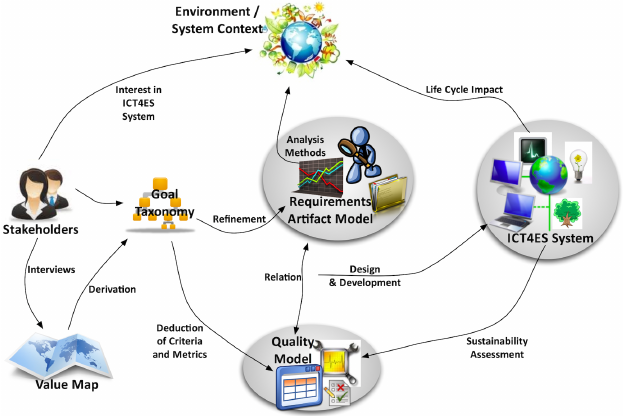 Environment /
System Context
Interest in
ICT4ES
System
Life Cycle Impact
Analysis
Methods
Requirements
Artifact Model
Stakeholders
Goal
Taxonomy
Refinement
ICT4ES System
Interviews
Derivation
Relation
Design
& Development
Deduction of
Criteria
and Metrics
Quality
Model
Sustainability
Assessment
Value Map